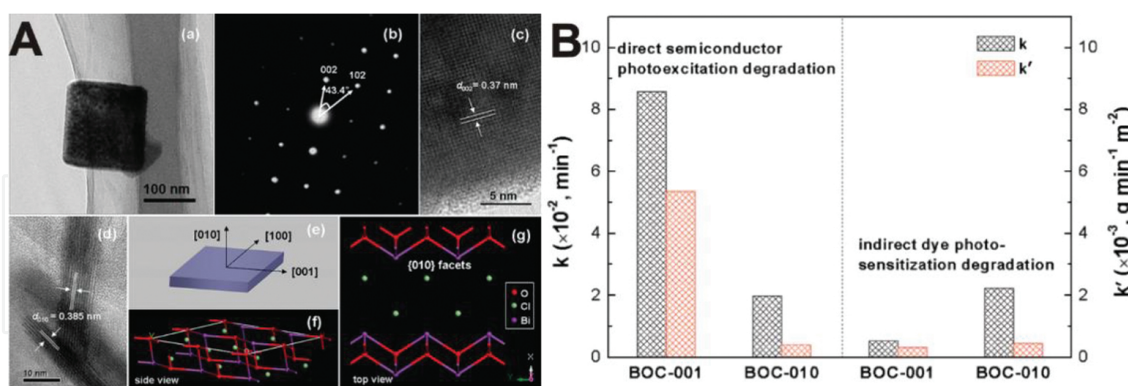 A
(a)
100 nm
(b)
002
102
43.4°
(c)
d002 = 0.37 nm
5 nm
(d)
d110 = 0.385 nm
10 nm
(e)
[010]
[100]
[001]
(f)
side view
(g)
{010} facets
O
Cl
Bi
top view
B
direct semiconductor
photoexcitation degradation
k
k′
indirect dye photo-
sensitization degradation
k (×10⁻², min⁻¹)
10
8
6
4
2
0
BOC-001
BOC-010
BOC-001
BOC-010
10
8
6
4
2
0
k′ (×10⁻³, g min⁻¹ m⁻²)